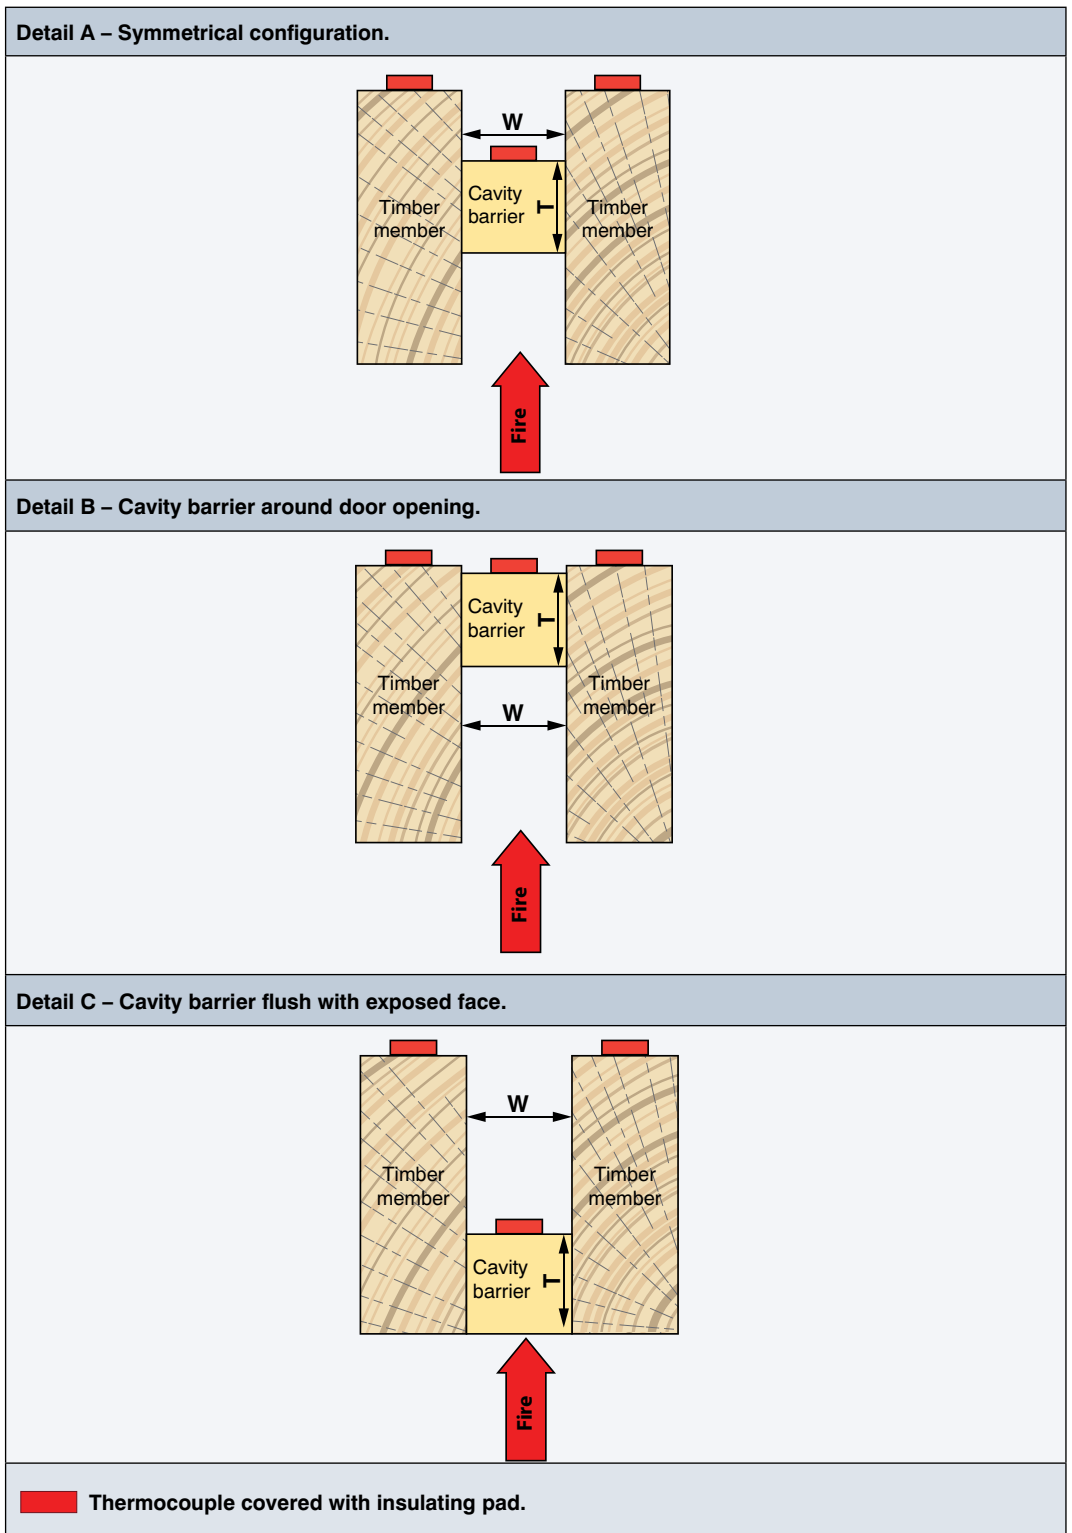 Detail A – Symmetrical configuration.
W
Cavity
barrier
T
Timber
member
Timber
member
Fire
Detail B – Cavity barrier around door opening.
Cavity
barrier
T
Timber
member
Timber
member
W
Fire
Detail C – Cavity barrier flush with exposed face.
W
Timber
member
Timber
member
Cavity
barrier
T
Fire
Thermocouple covered with insulating pad.